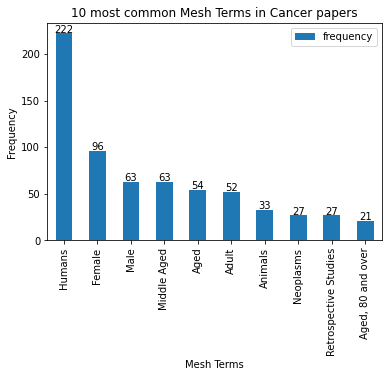 10 most common Mesh Terms in Cancer papers
frequency
Frequency
200
150
100
50
0
222
96
63
63
54
52
33
27
27
21
Humans
Female
Male
Middle Aged
Aged
Adult
Animals
Neoplasms
Retrospective Studies
Aged, 80 and over
Mesh Terms